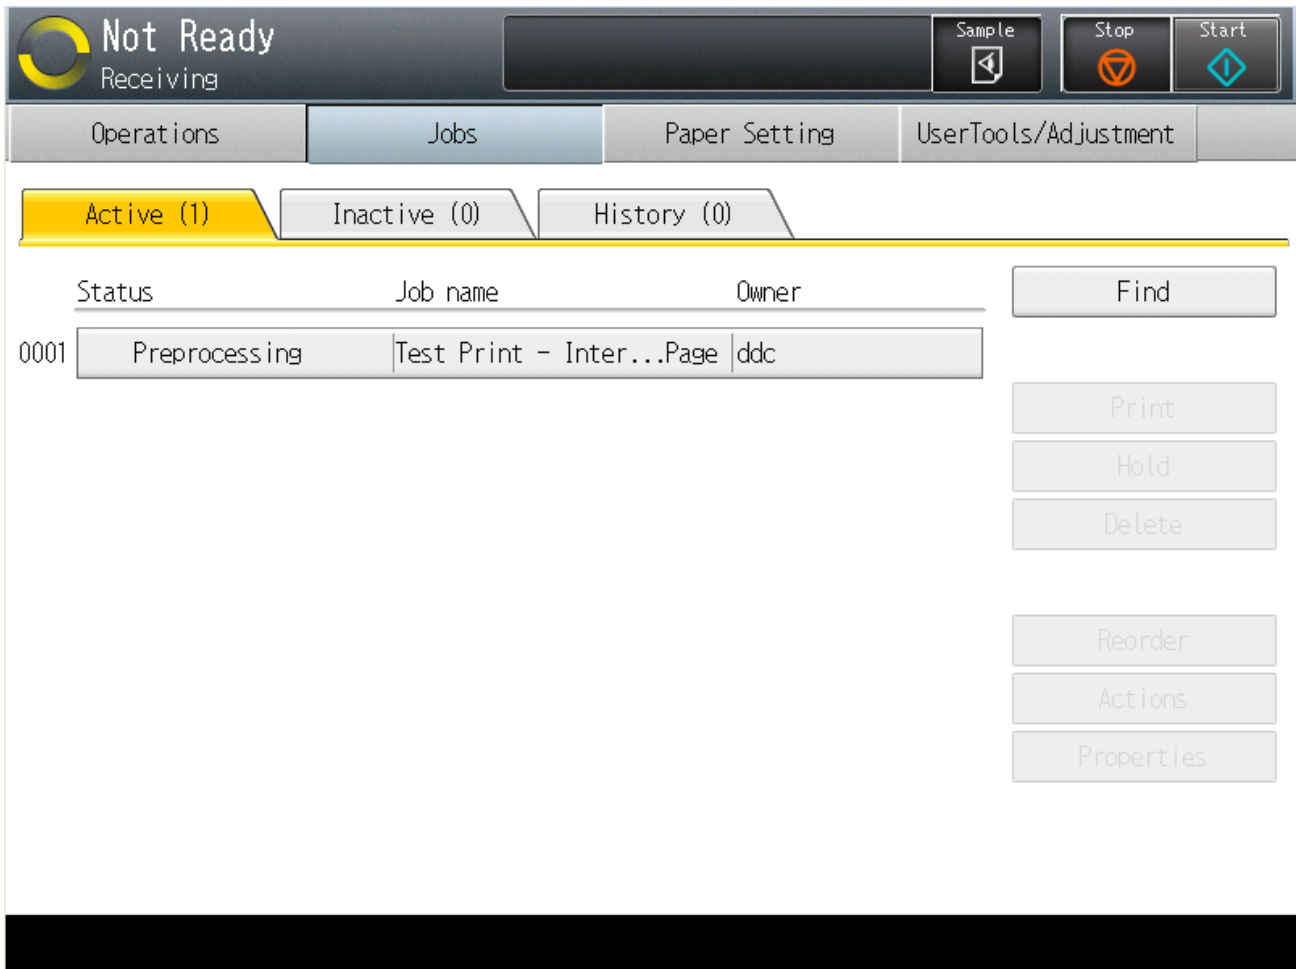 Not Ready
Receiving
Sample
Stop
Start
Operations
Jobs
Paper Setting
UserTools/Adjustment
Active (1)
Inactive (0)
History (0)
Status Job name Owner
Find
0001 Preprocessing Test Print - Inter...Page ddc
Print
Hold
Delete
Reorder
Actions
Properties